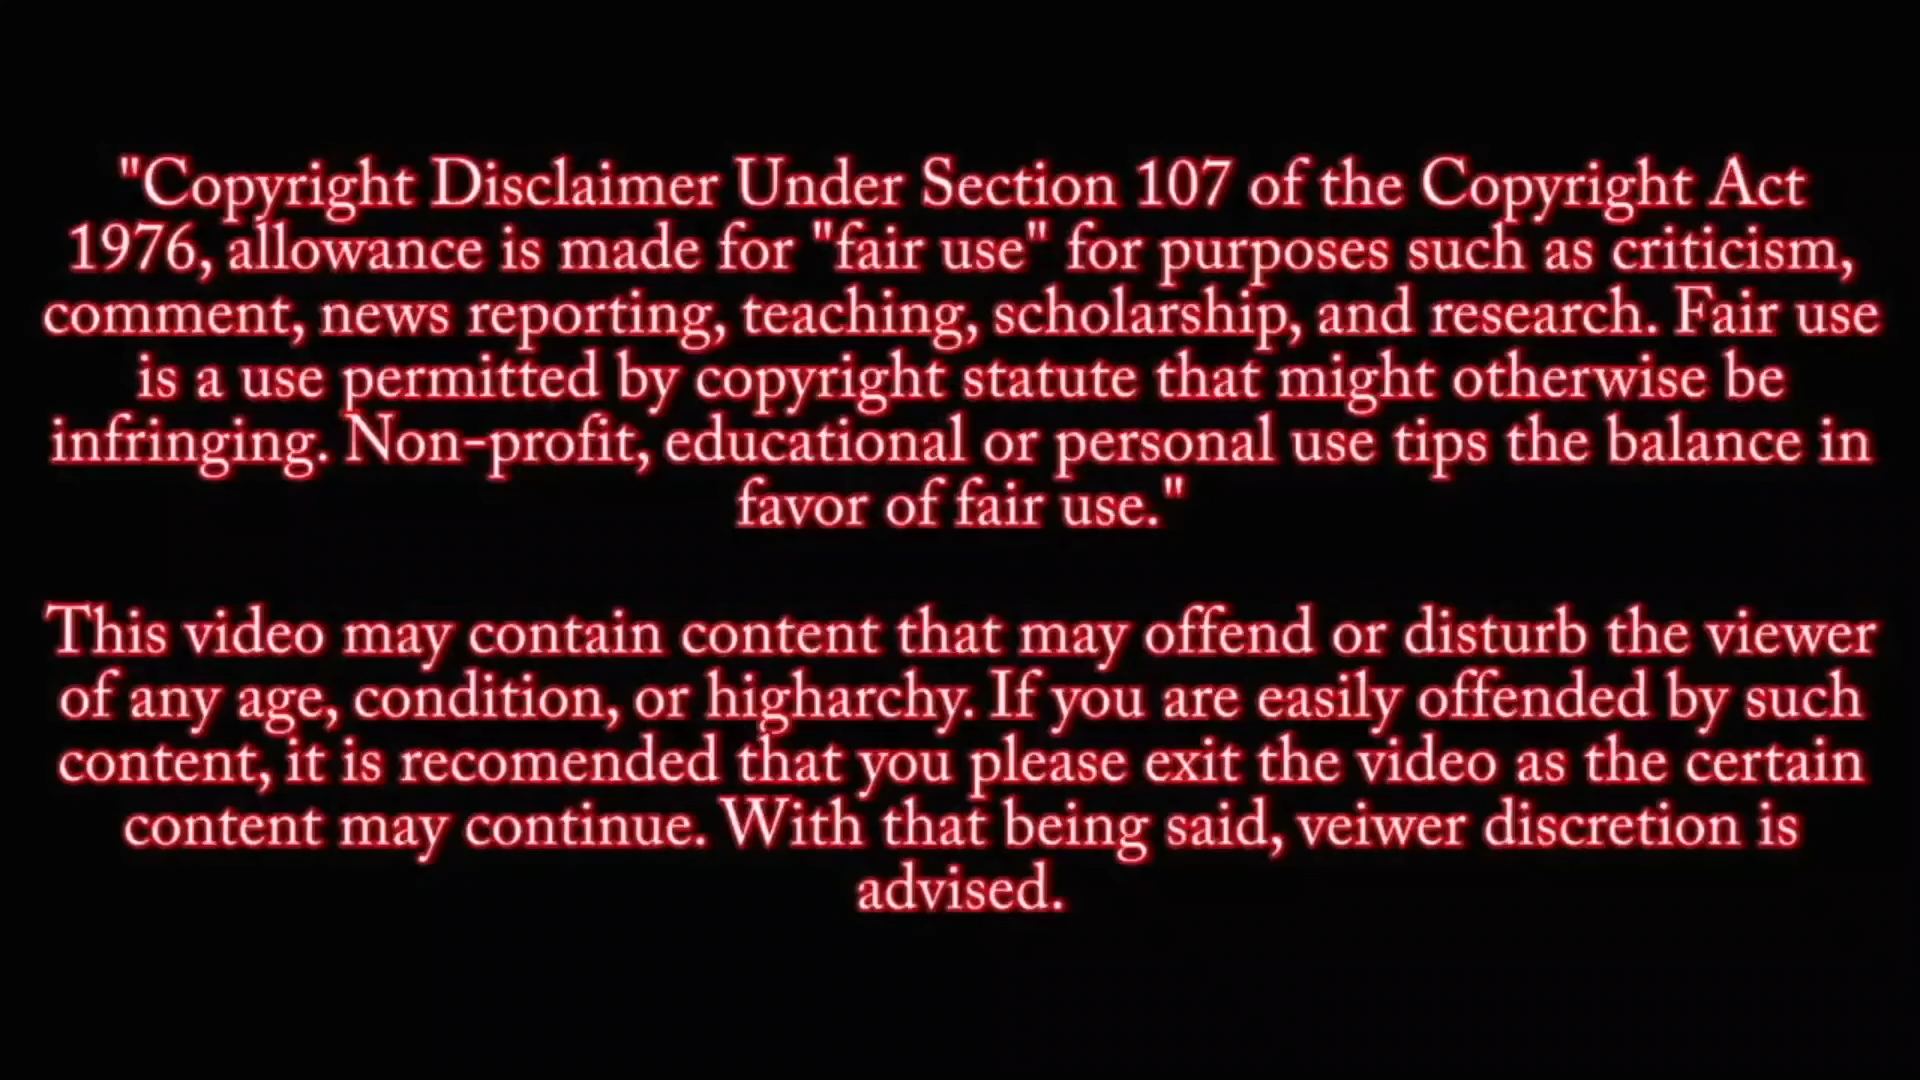 "Copyright Disclaimer Under Section 107 of the Copyright Act
1976, allowance is made for "fair use" for purposes such as criticism,
comment, news reporting, teaching, scholarship, and research. Fair use
is a use permitted by copyright statute that might otherwise be
infringing. Non-profit, educational or personal use tips the balance in
favor of fair use."
This video may contain content that may offend or disturb the viewer
of any age, condition, or higharchy. If you are easily offended by such
content, it is recomended that you please exit the video as the certain
content may continue. With that being said, veiwer discretion is
advised.